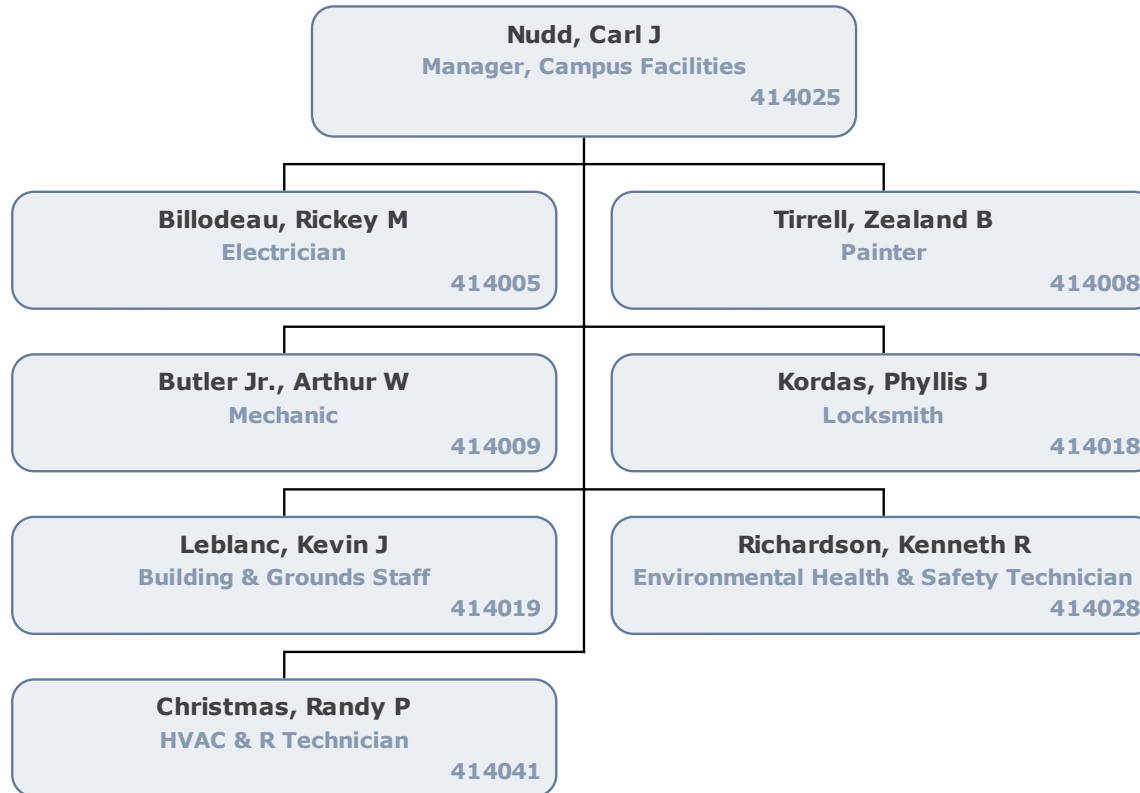 Nudd, Carl J
Manager, Campus Facilities
414025
Billodeau, Rickey M
Electrician
414005
Tirrell, Zealand B
Painter
414008
Butler Jr., Arthur W
Mechanic
414009
Kordas, Phyllis J
Locksmith
414018
Leblanc, Kevin J
Building & Grounds Staff
414019
Richardson, Kenneth R
Environmental Health & Safety Technician
414028
Christmas, Randy P
HVAC & R Technician
414041